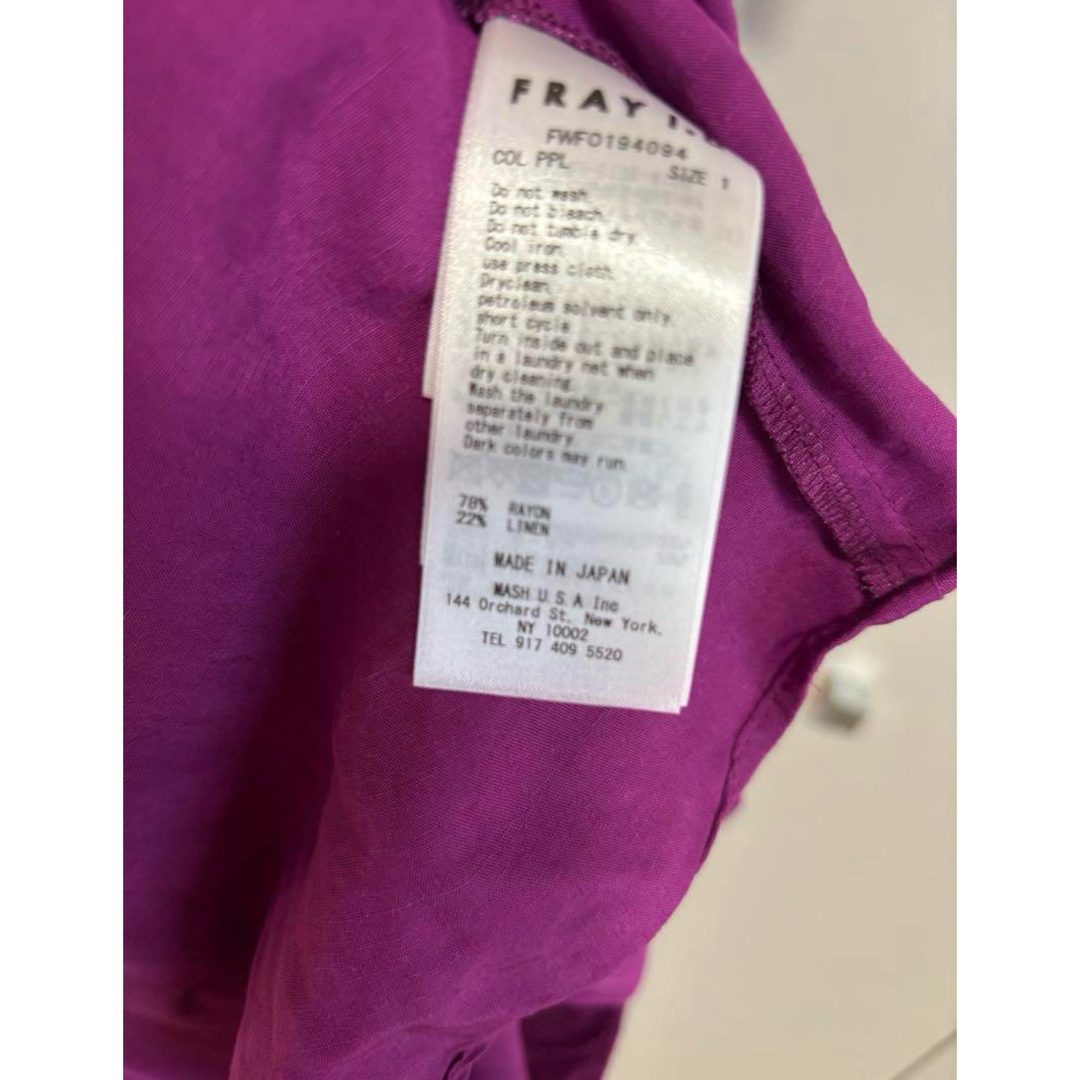 FRAY I.
FWFO194094
COL PPL SIZE 1
Do not wash.
Do not bleach.
Do not tumble dry.
Cool iron.
use press cloth.
Dryclean,
petroleum solvent only.
short cycle
Turn inside out and place
in a laundry net when
dry cleaning.
Wash the laundry
separately from
other laundry.
Dark colors may run.
78% RAYON
22% LINEN
MADE IN JAPAN
MASH U.S.A Inc
144 Orchard St. New York,
NY 10002
TEL 917 409 5520